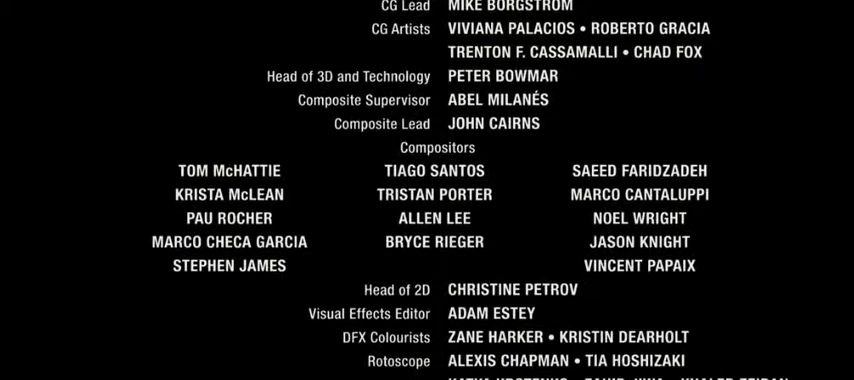 CG Lead MIKE BORGSTROM
CG Artists VIVIANA PALACIOS • ROBERTO GRACIA
TRENTON F. CASSAMALLI • CHAD FOX
Head of 3D and Technology PETER BOWMAR
Composite Supervisor ABEL MILANÉS
Composite Lead JOHN CAIRNS
Compositors
TOM McHATTIE TIAGO SANTOS SAEED FARIDZADEH
KRISTA McLEAN TRISTAN PORTER MARCO CANTALUPPI
PAU ROCHER ALLEN LEE NOEL WRIGHT
MARCO CHECA GARCIA BRYCE RIEGER JASON KNIGHT
STEPHEN JAMES VINCENT PAPAIX
Head of 2D CHRISTINE PETROV
Visual Effects Editor ADAM ESTEY
DFX Colourists ZANE HARKER • KRISTIN DEARHOLT
Rotoscope ALEXIS CHAPMAN • TIA HOSHIZAKI